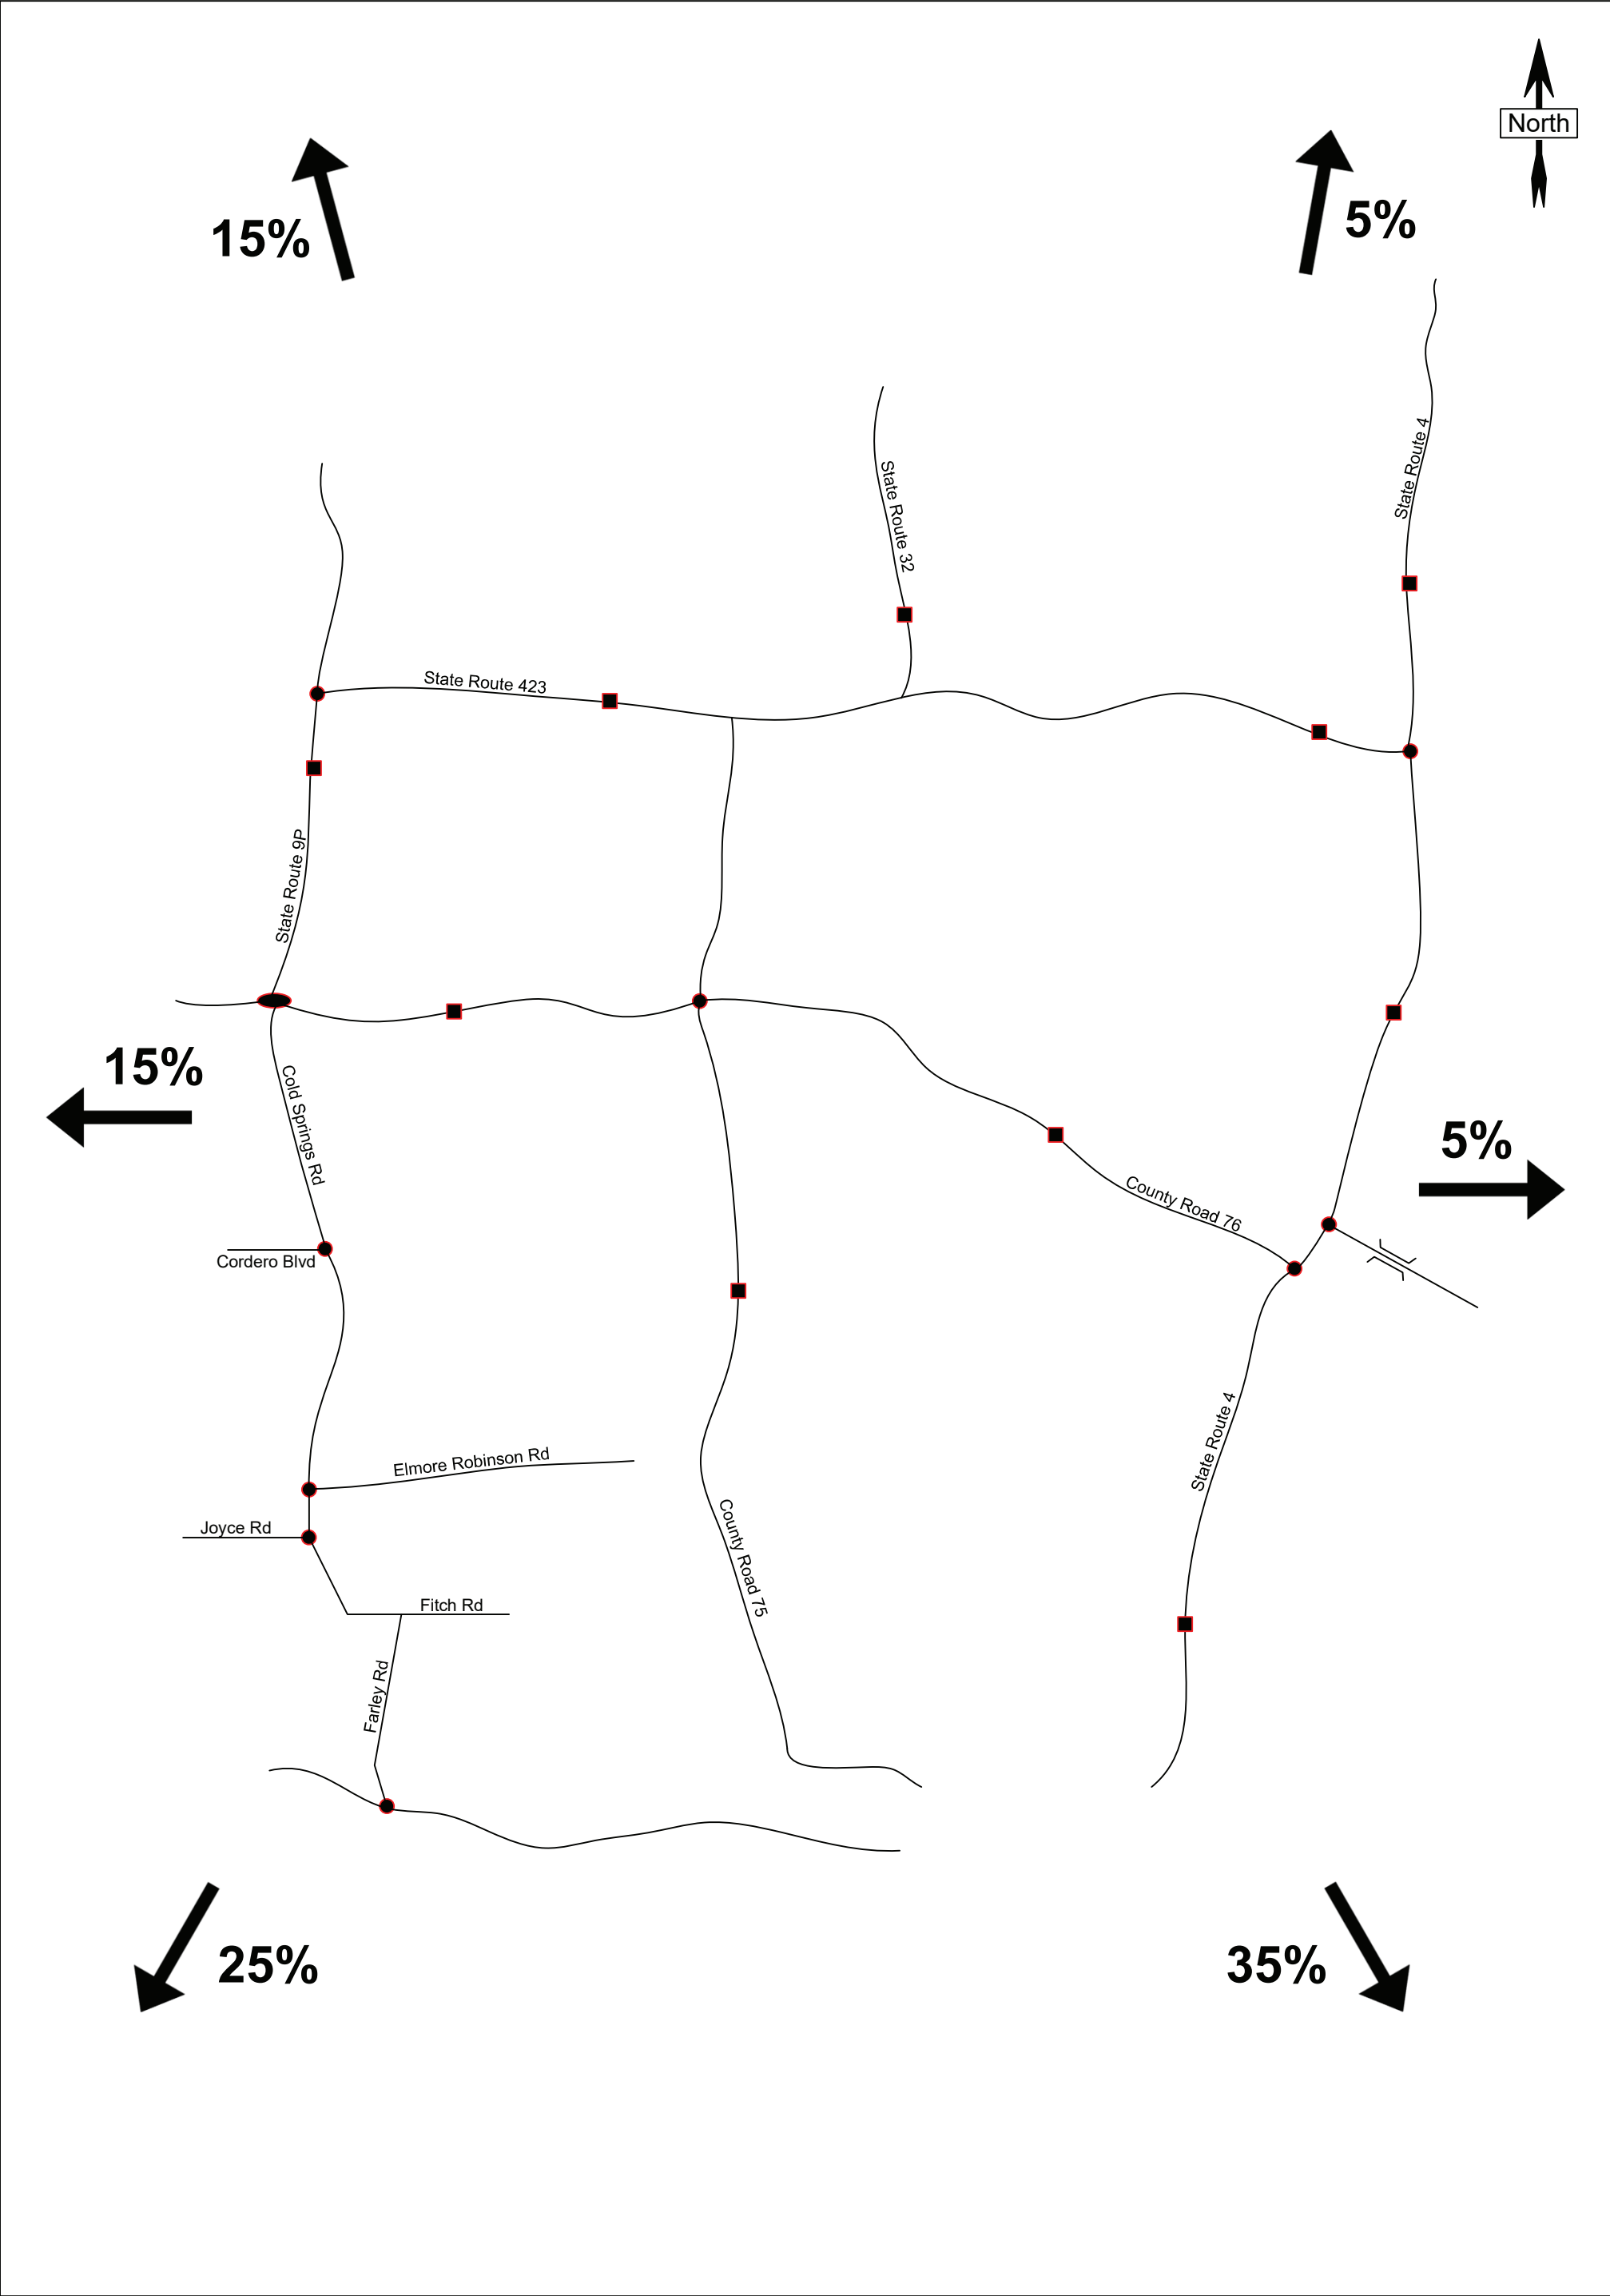 North
15%
5%
State Route 4
State Route 32
State Route 423
State Route 9P
15%
Cold Springs Rd
5%
County Road 76
Cordero Blvd
State Route 4
Elmore Robinson Rd
Joyce Rd
County Road 75
Fitch Rd
Farley Rd
25%
35%